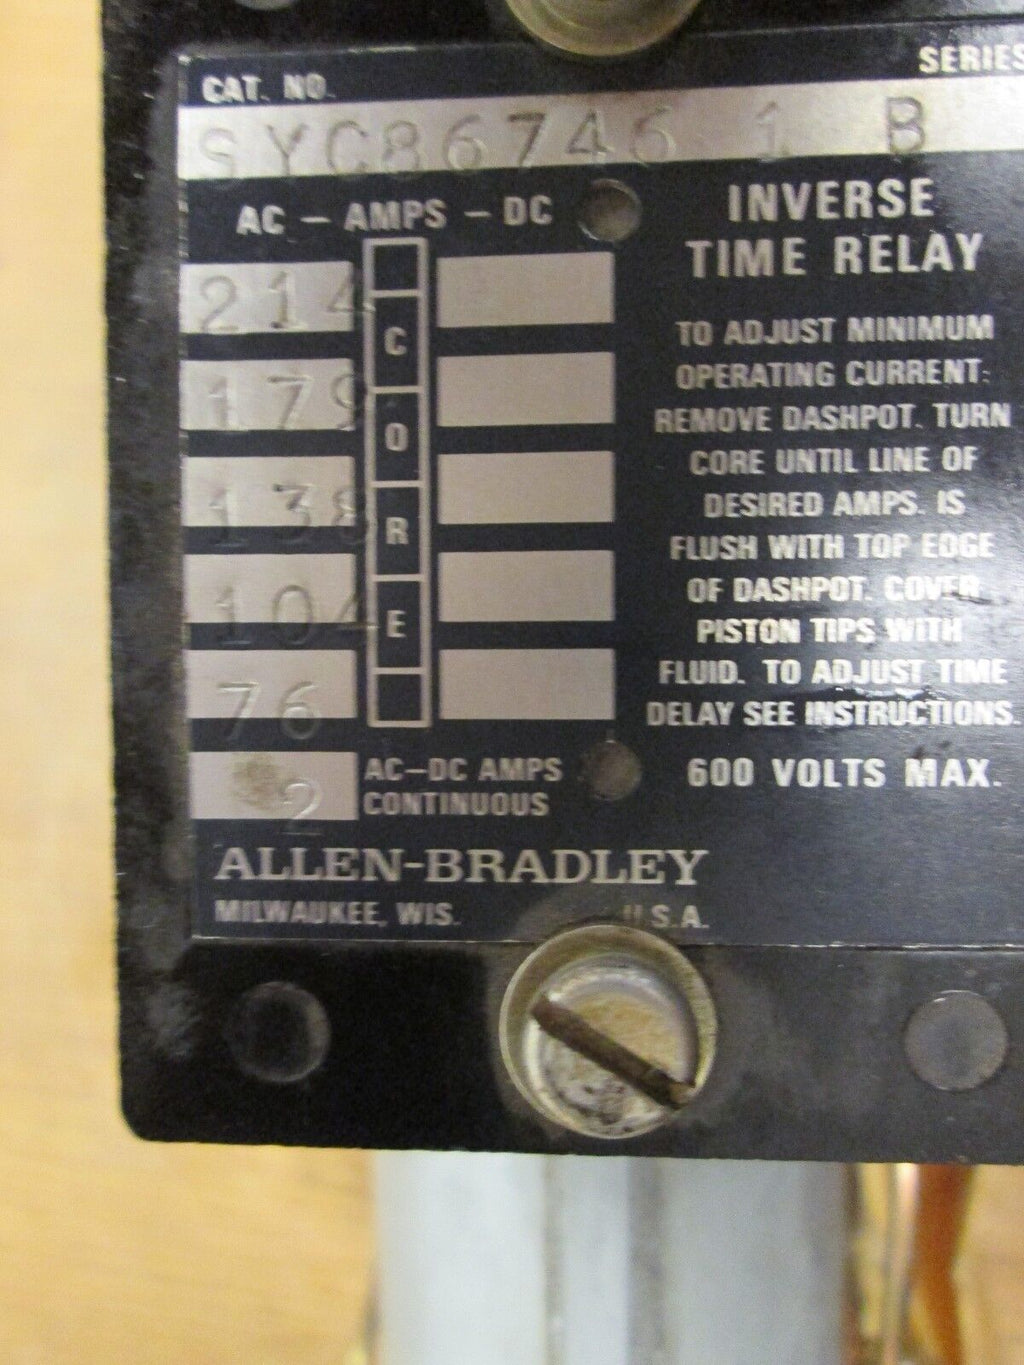 CAT. NO. SERIES
SYC86746 1 B
AC - AMPS - DC
INVERSE
TIME RELAY
214
179
138
104
76
CORE
TO ADJUST MINIMUM
OPERATING CURRENT:
REMOVE DASHPOT. TURN
CORE UNTIL LINE OF
DESIRED AMPS. IS
FLUSH WITH TOP EDGE
OF DASHPOT. COVER
PISTON TIPS WITH
FLUID. TO ADJUST TIME
DELAY SEE INSTRUCTIONS.
600 VOLTS MAX.
2 AC-DC AMPS
CONTINUOUS
ALLEN-BRADLEY
MILWAUKEE, WIS. U.S.A.